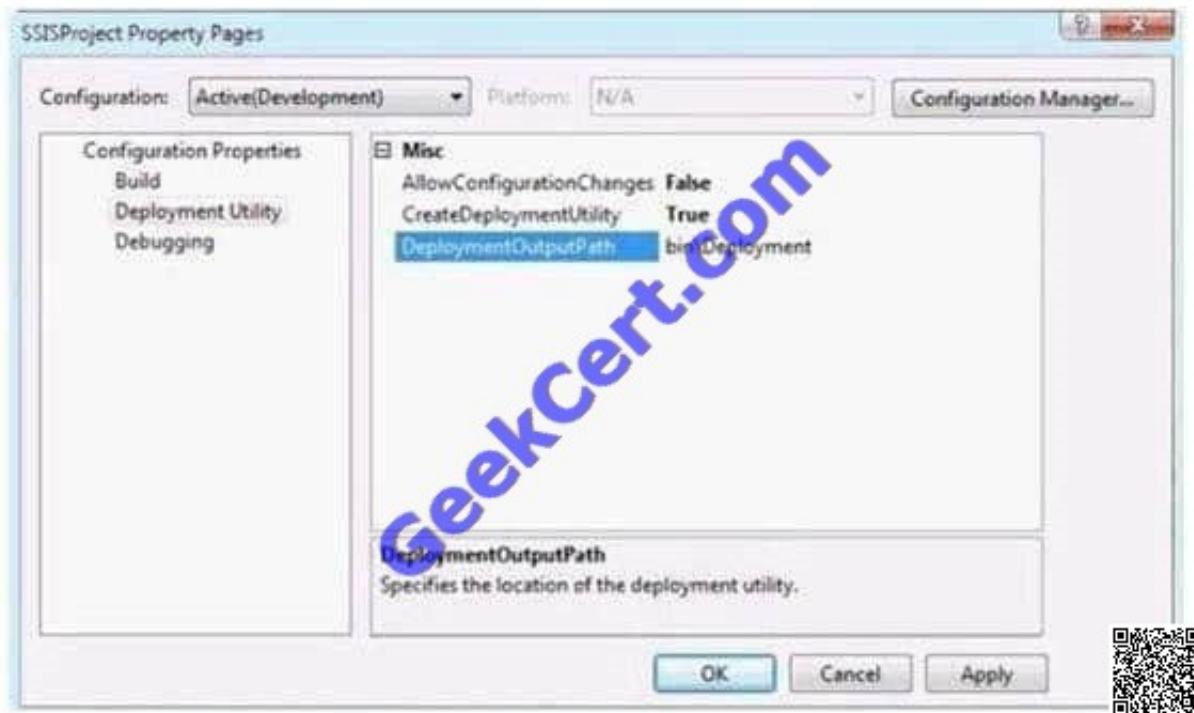 SSISProject Property Pages
Configuration: Active(Development) Platform: N/A Configuration Manager...
Configuration Properties
Build
Deployment Utility
Debugging
Misc
AllowConfigurationChanges False
CreateDeploymentUtility True
DeploymentOutputPath bin\Deployment
DeploymentOutputPath
Specifies the location of the deployment utility.
OK Cancel Apply
GeekCert.com